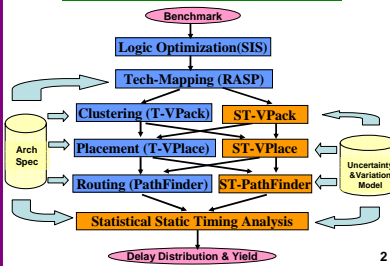 Benchmark
Logic Optimization(SIS)
Tech-Mapping (RASP)
Clustering (T-VPack)
ST-VPack
Arch
Spec
Placement (T-VPlace)
ST-VPlace
Uncertainty
&Variation
Model
Routing (PathFinder)
ST-PathFinder
Statistical Static Timing Analysis
Delay Distribution & Yield
2